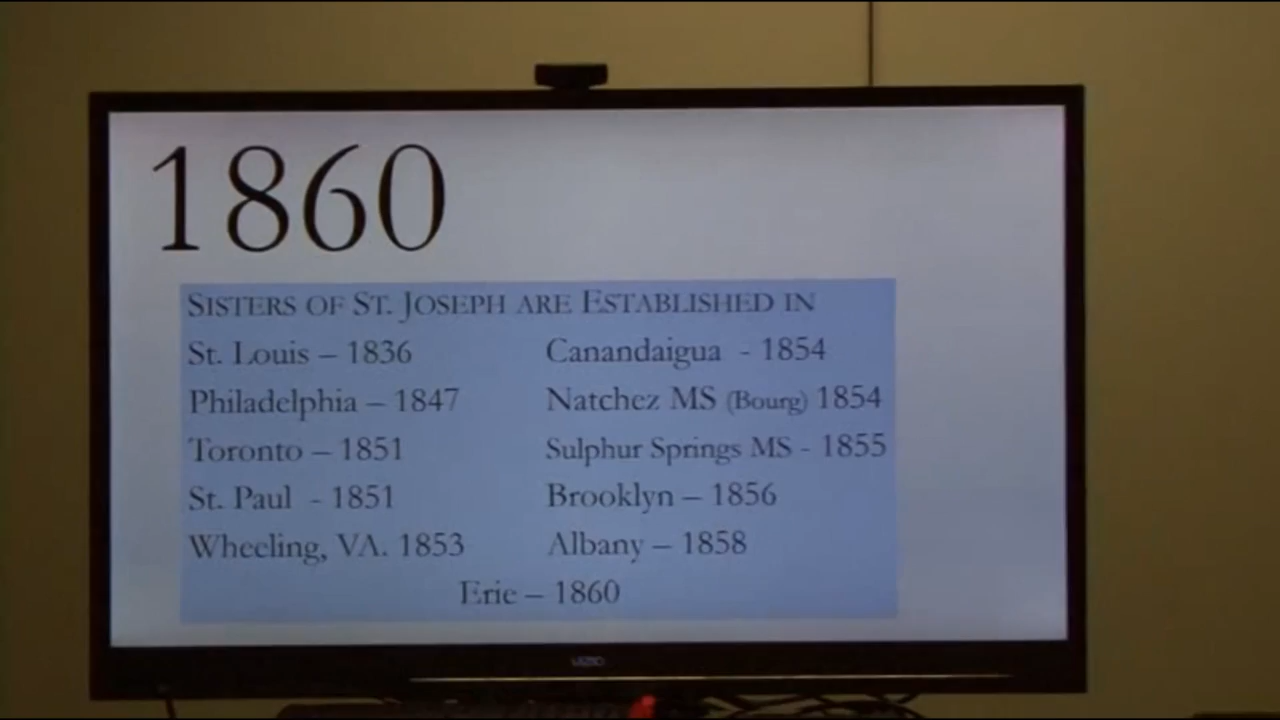 1860
SISTERS OF ST. JOSEPH ARE ESTABLISHED IN
St. Louis – 1836
Philadelphia – 1847
Toronto – 1851
St. Paul - 1851
Wheeling, VA. 1853
Canandaigua - 1854
Natchez MS (Bourg) 1854
Sulphur Springs MS - 1855
Brooklyn – 1856
Albany – 1858
Erie – 1860
VIZIO